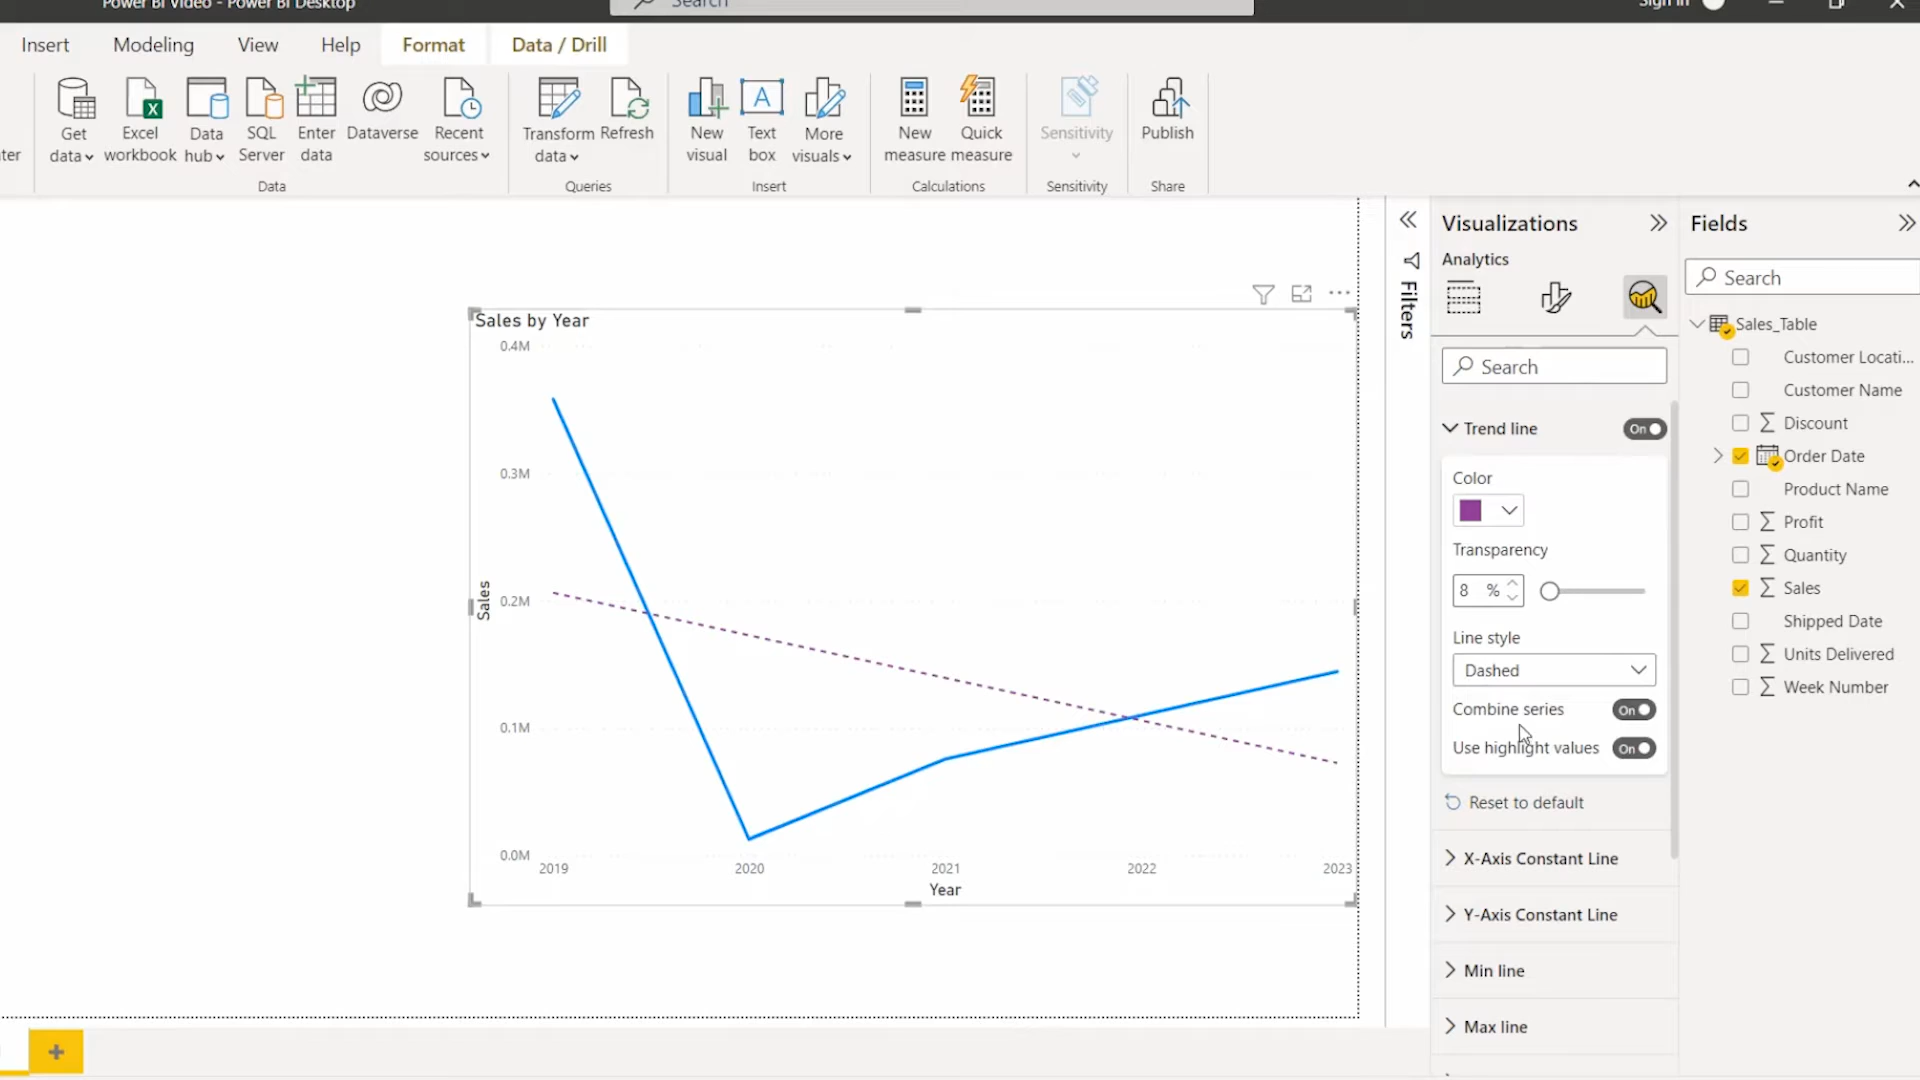 Power BI Video - Power BI Desktop
Search
Sign in
Insert
Modeling
View
Help
Format
Data / Drill
ter
Get data
Excel workbook
Data hub
SQL Server
Enter data
Dataverse
Recent sources
Transform data
Refresh
New visual
Text box
More visuals
New measure
Quick measure
Sensitivity
Publish
Data
Queries
Insert
Calculations
Sensitivity
Share
Sales by Year
0.4M
0.3M
0.2M
0.1M
0.0M
Sales
2019
2020
2021
2022
2023
Year
Filters
Visualizations
Analytics
Search
Trend line
On
Color
Transparency
8 %
Line style
Dashed
Combine series
On
Use highlight values
On
Reset to default
X-Axis Constant Line
Y-Axis Constant Line
Min line
Max line
Fields
Search
Sales_Table
Customer Locati...
Customer Name
Discount
Order Date
Product Name
Profit
Quantity
Sales
Shipped Date
Units Delivered
Week Number